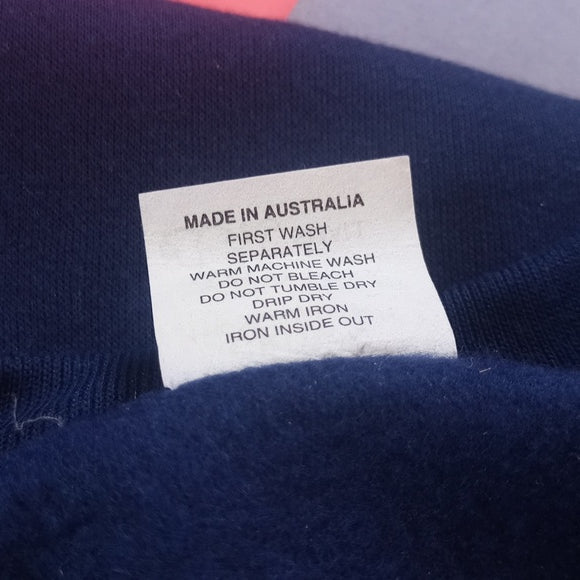 MADE IN AUSTRALIA
FIRST WASH
SEPARATELY
WARM MACHINE WASH
DO NOT BLEACH
DO NOT TUMBLE DRY
DRIP DRY
WARM IRON
IRON INSIDE OUT